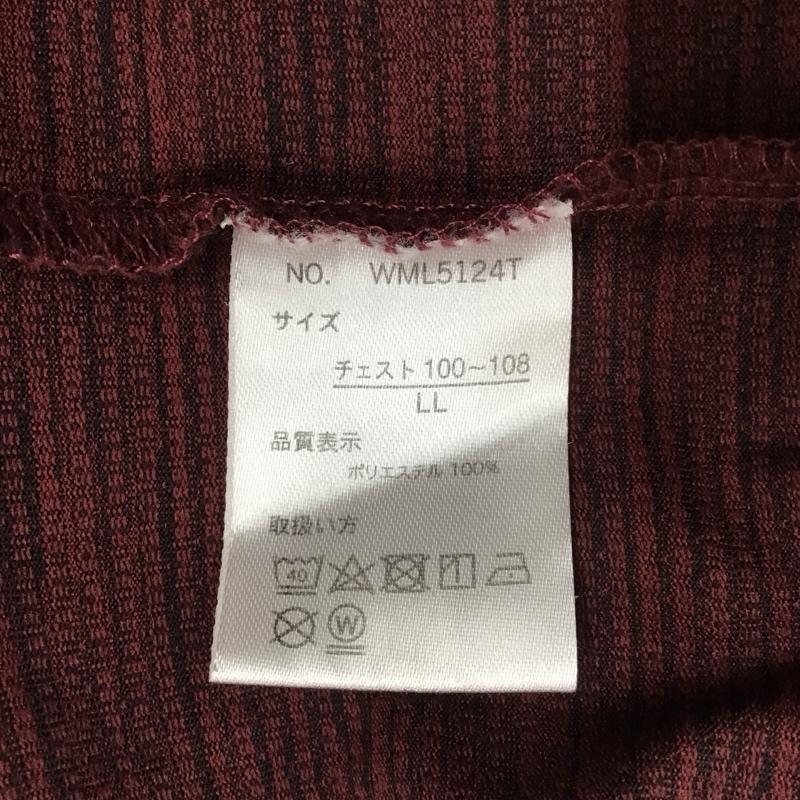 NO. WML5124T
サイズ
チェスト 100~108
LL
品質表示
ポリエステル 100%
取扱い方
40
W